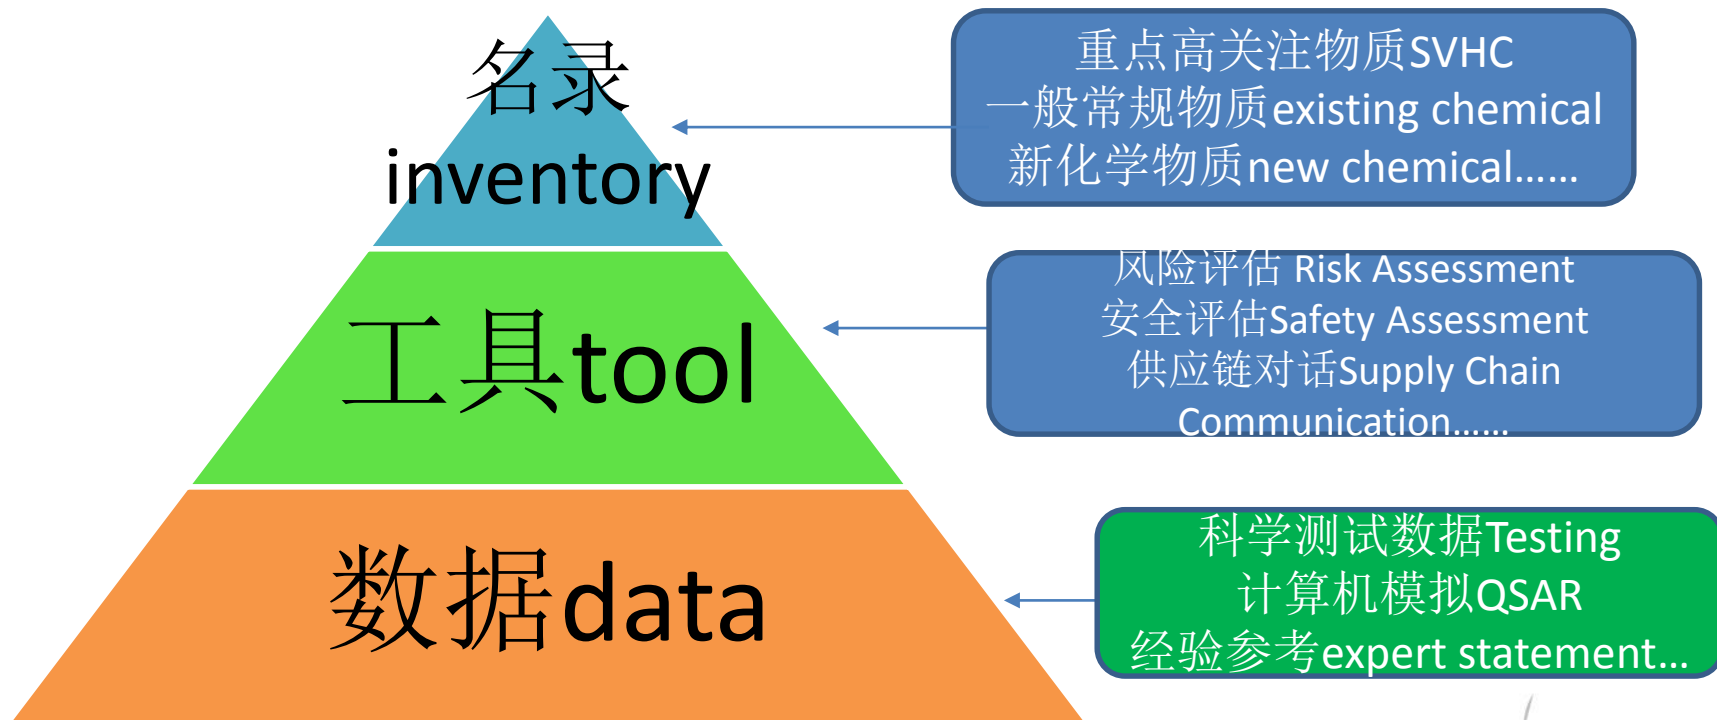 名录
inventory
重点高关注物质SVHC
一般常规物质existing chemical
新化学物质new chemical……
工具tool
风险评估 Risk Assessment
安全评估Safety Assessment
供应链对话Supply Chain
Communication……
数据data
科学测试数据Testing
计算机模拟QSAR
经验参考expert statement…